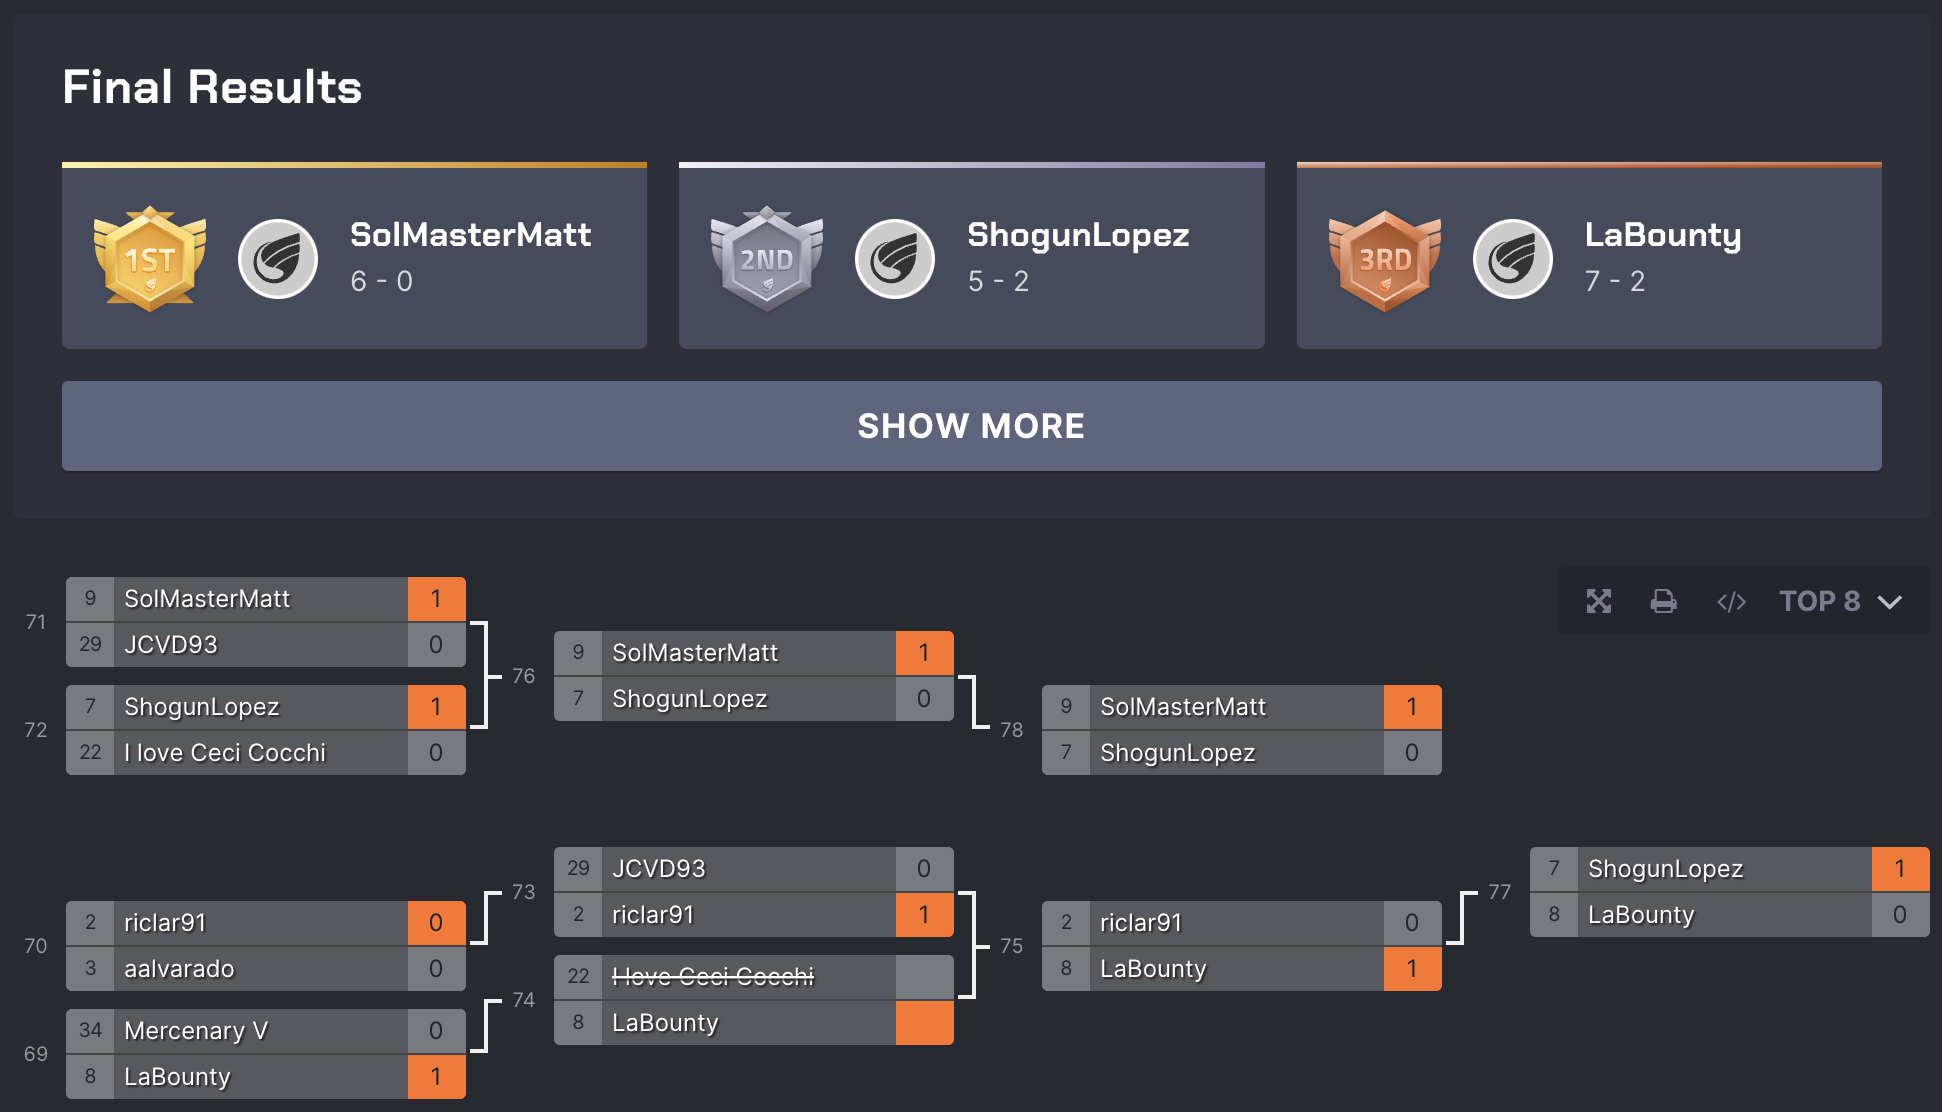 Final Results
1ST
SolMasterMatt
6 - 0
2ND
ShogunLopez
5 - 2
3RD
LaBounty
7 - 2
SHOW MORE
TOP 8
71
9 SolMasterMatt 1
29 JCVD93 0
72
7 ShogunLopez 1
22 I love Ceci Cocchi 0
76
9 SolMasterMatt 1
7 ShogunLopez 0
78
9 SolMasterMatt 1
7 ShogunLopez 0
70
2 riclar91 0
3 aalvarado 0
69
34 Mercenary V 0
8 LaBounty 1
73
29 JCVD93 0
2 riclar91 1
74
22 I love Ceci Cocchi
8 LaBounty
75
2 riclar91 0
8 LaBounty 1
77
7 ShogunLopez 1
8 LaBounty 0